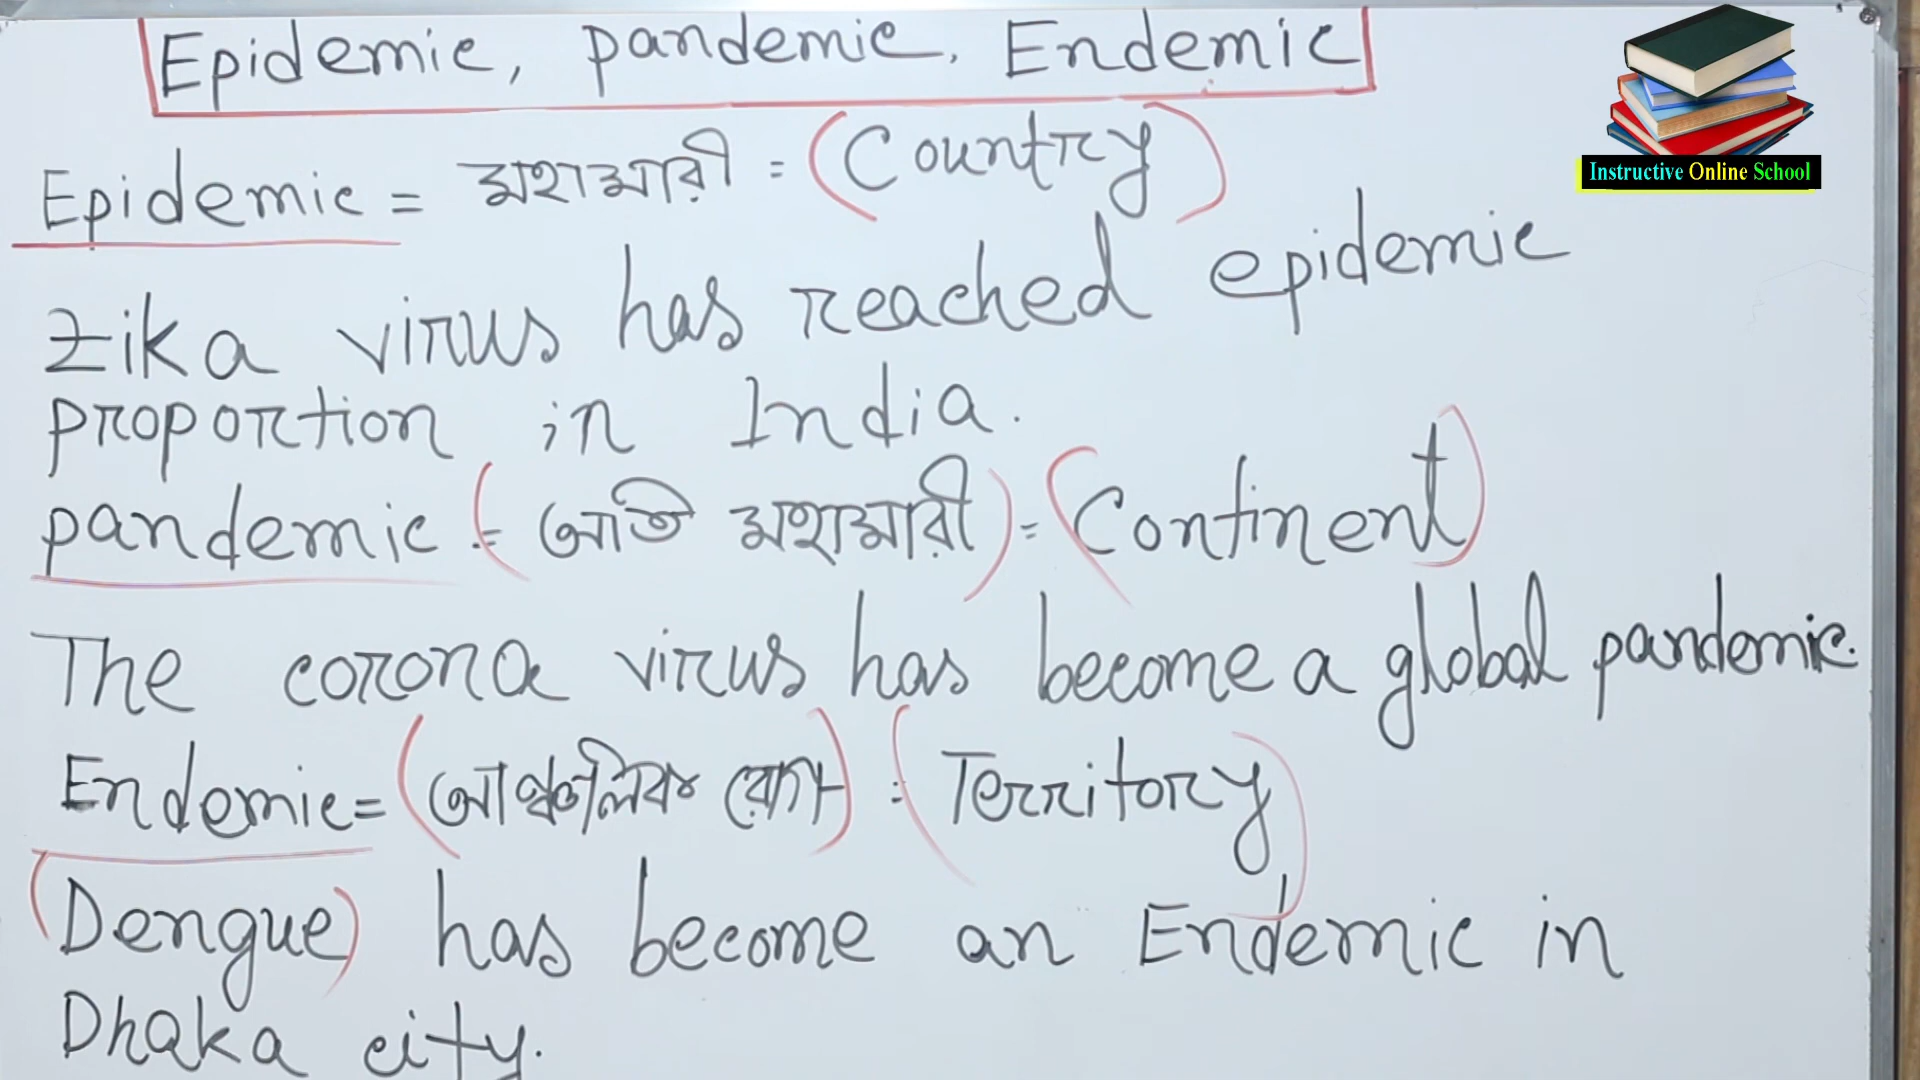 Epidemic, pandemic, Endemic
Instructive Online School
Epidemic = মহামারী = (Country)
Zika virus has reached epidemic
proportion in India.
pandemic = (অতি মহামারী) = (Continent)
The corona virus has become a global pandemic.
Endemic = (আঞ্চলিক রোগ) = (Territory)
(Dengue) has become an Endemic in
Dhaka city.